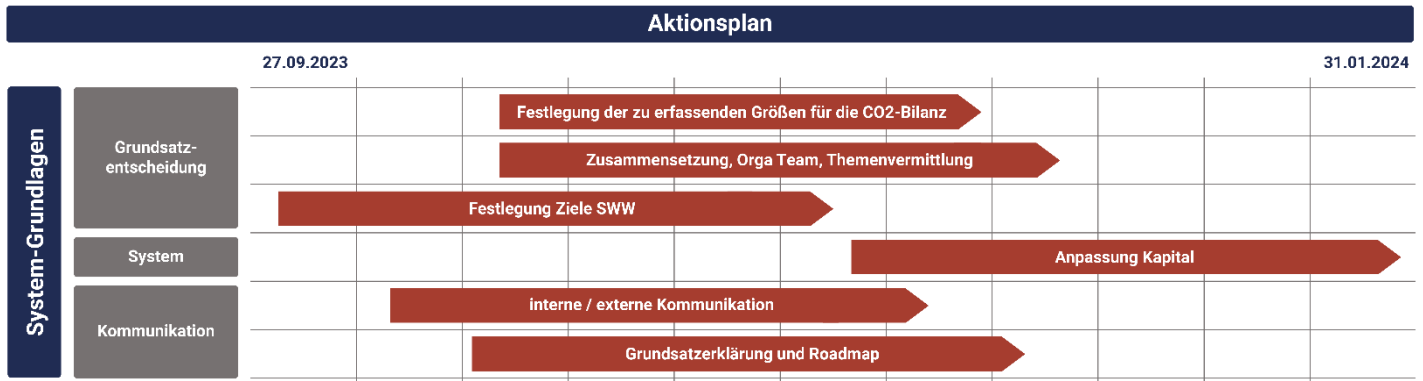 Aktionsplan
27.09.2023
31.01.2024
System-Grundlagen
Grundsatz-
entscheidung
Festlegung der zu erfassenden Größen für die CO2-Bilanz
Zusammensetzung, Orga Team, Themenvermittlung
Festlegung Ziele SWW
System
Anpassung Kapital
Kommunikation
interne / externe Kommunikation
Grundsatzerklärung und Roadmap